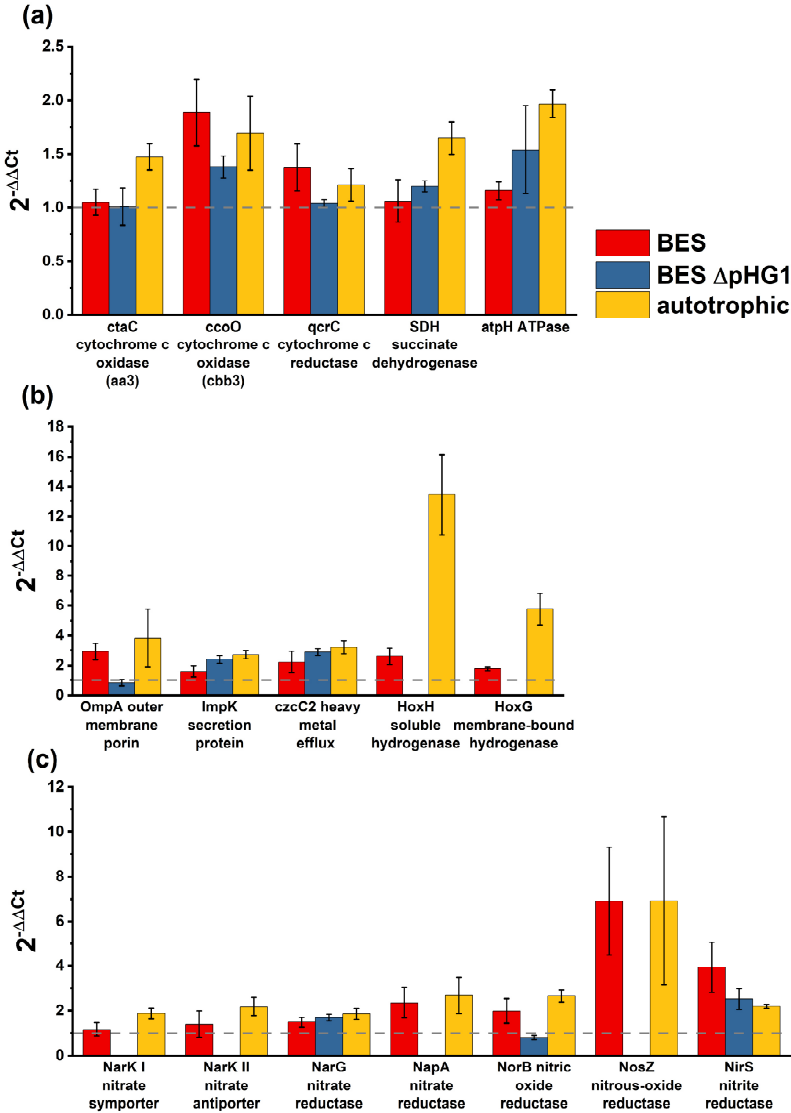 (a)
2.5
2.0
1.5
1.0
0.5
0.0
2-ΔΔCt
ctaC
cytochrome c
oxidase
(aa3)
ccoO
cytochrome c
oxidase
(cbb3)
qcrC
cytochrome c
reductase
SDH
succinate
dehydrogenase
atpH ATPase
BES
BES ΔpHG1
autotrophic
(b)
18
16
14
12
10
8
6
4
2
0
2-ΔΔCt
OmpA outer
membrane
porin
ImpK
secretion
protein
czcC2 heavy
metal
efflux
HoxH
soluble
hydrogenase
HoxG
membrane-bound
hydrogenase
(c)
12
10
8
6
4
2
0
2-ΔΔCt
NarK I
nitrate
symporter
NarK II
nitrate
antiporter
NarG
nitrate
reductase
NapA
nitrate
reductase
NorB nitric
oxide
reductase
NosZ
nitrous-oxide
reductase
NirS
nitrite
reductase